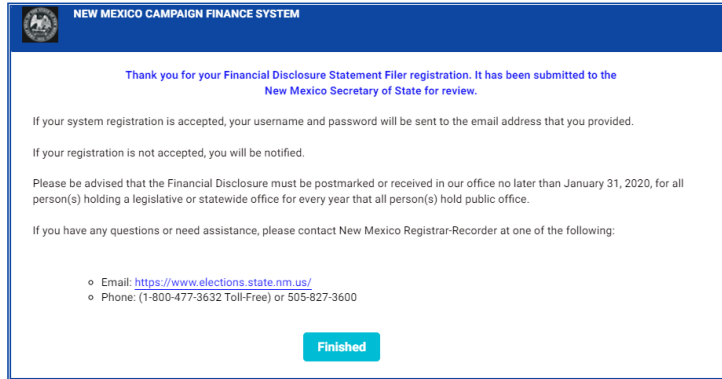 NEW MEXICO CAMPAIGN FINANCE SYSTEM
Thank you for your Financial Disclosure Statement Filer registration. It has been submitted to the
New Mexico Secretary of State for review.
If your system registration is accepted, your username and password will be sent to the email address that you provided.
If your registration is not accepted, you will be notified.
Please be advised that the Financial Disclosure must be postmarked or received in our office no later than January 31, 2020, for all
person(s) holding a legislative or statewide office for every year that all person(s) hold public office.
If you have any questions or need assistance, please contact New Mexico Registrar-Recorder at one of the following:
Email: https://www.elections.state.nm.us/
Phone: (1-800-477-3632 Toll-Free) or 505-827-3600
Finished